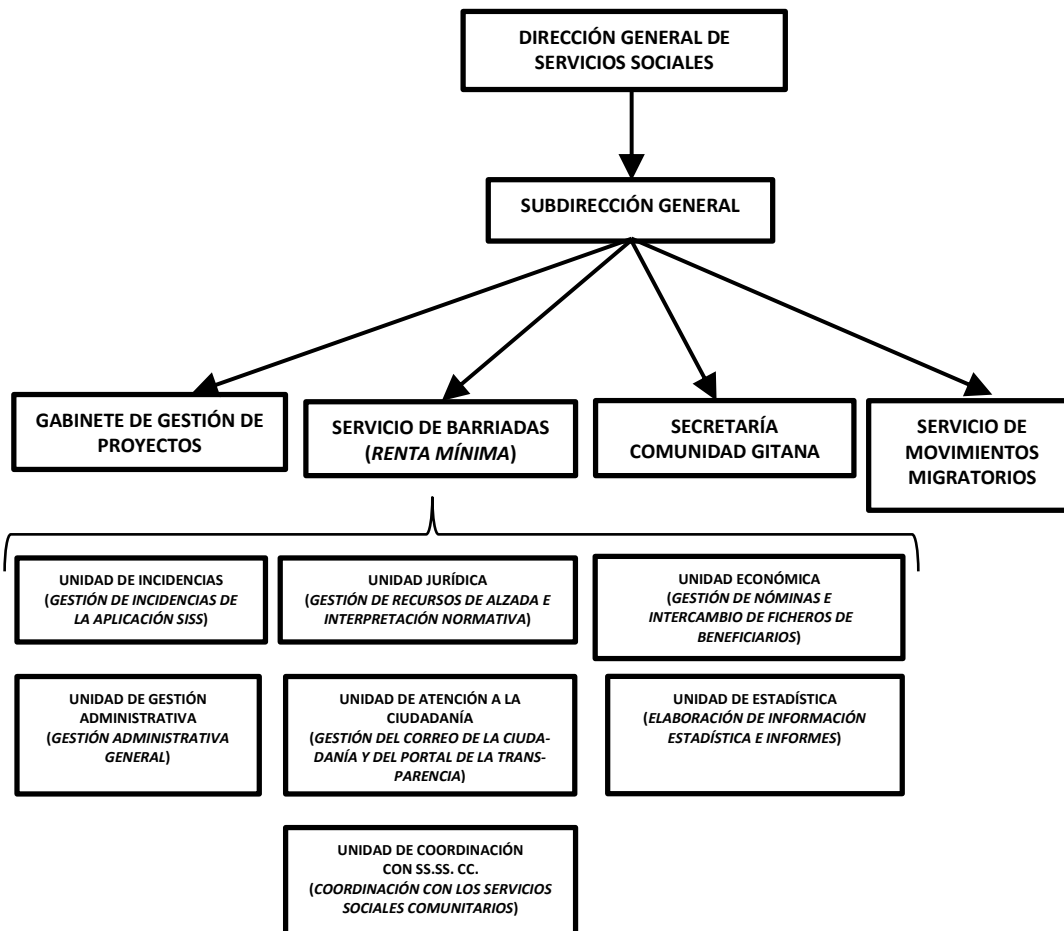 DIRECCIÓN GENERAL DE
SERVICIOS SOCIALES
SUBDIRECCIÓN GENERAL
GABINETE DE GESTIÓN DE
PROYECTOS
SERVICIO DE BARRIADAS
(RENTA MÍNIMA)
SECRETARÍA
COMUNIDAD GITANA
SERVICIO DE
MOVIMIENTOS
MIGRATORIOS
UNIDAD DE INCIDENCIAS
(GESTIÓN DE INCIDENCIAS DE
LA APLICACIÓN SISS)
UNIDAD JURÍDICA
(GESTIÓN DE RECURSOS DE ALZADA E
INTERPRETACIÓN NORMATIVA)
UNIDAD ECONÓMICA
(GESTIÓN DE NÓMINAS E
INTERCAMBIO DE FICHEROS DE
BENEFICIARIOS)
UNIDAD DE GESTIÓN
ADMINISTRATIVA
(GESTIÓN ADMINISTRATIVA
GENERAL)
UNIDAD DE ATENCIÓN A LA
CIUDADANÍA
(GESTIÓN DEL CORREO DE LA CIUDA-
DANÍA Y DEL PORTAL DE LA TRANS-
PARENCIA)
UNIDAD DE ESTADÍSTICA
(ELABORACIÓN DE INFORMACIÓN
ESTADÍSTICA E INFORMES)
UNIDAD DE COORDINACIÓN
CON SS.SS. CC.
(COORDINACIÓN CON LOS SERVICIOS
SOCIALES COMUNITARIOS)